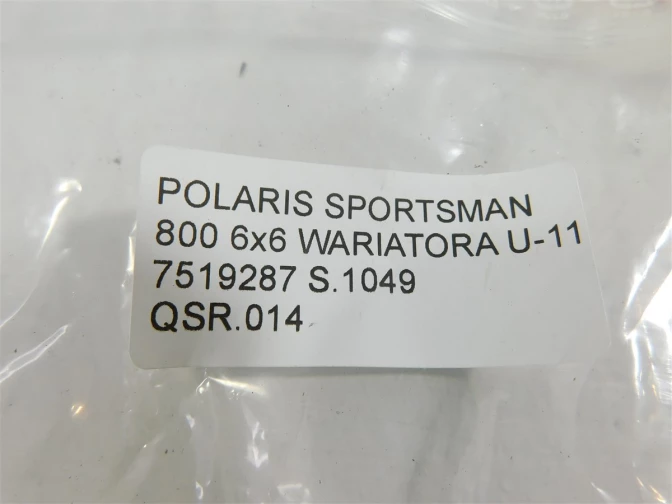 POLARIS SPORTSMAN
800 6x6 WARIATORA U-11
7519287 S.1049
QSR.014